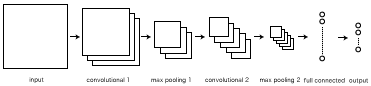 input convolutional 1 max pooling 1 convolutional 2 max pooling 2 full connected output